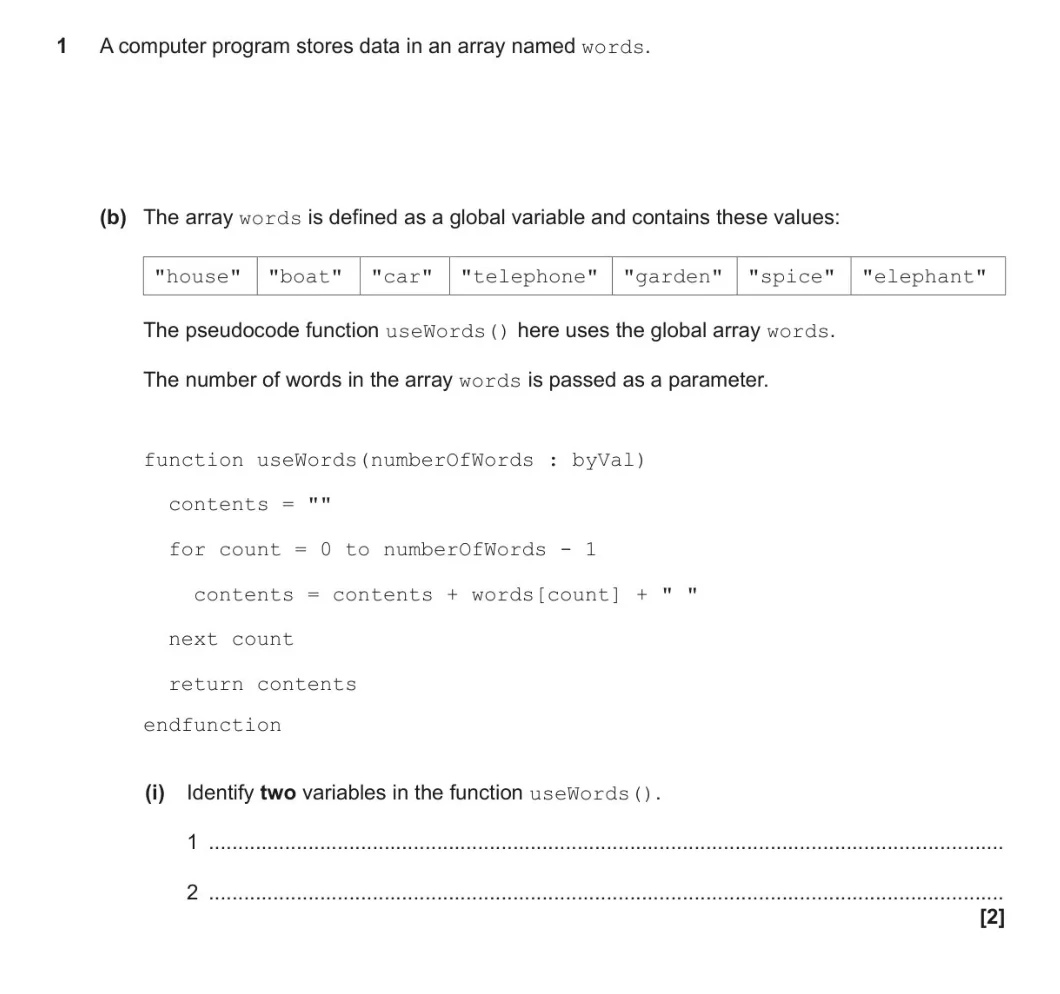 1 A computer program stores data in an array named words.
(b) The array words is defined as a global variable and contains these values:
"house" "boat" "car" "telephone" "garden" "spice" "elephant"
The pseudocode function useWords() here uses the global array words.
The number of words in the array words is passed as a parameter.
function useWords(numberOfWords : byVal)
contents = ""
for count = 0 to numberOfWords - 1
contents = contents + words[count] + " "
next count
return contents
endfunction
(i) Identify two variables in the function useWords().
1 ....................................................................................................................................
2 ....................................................................................................................................
[2]